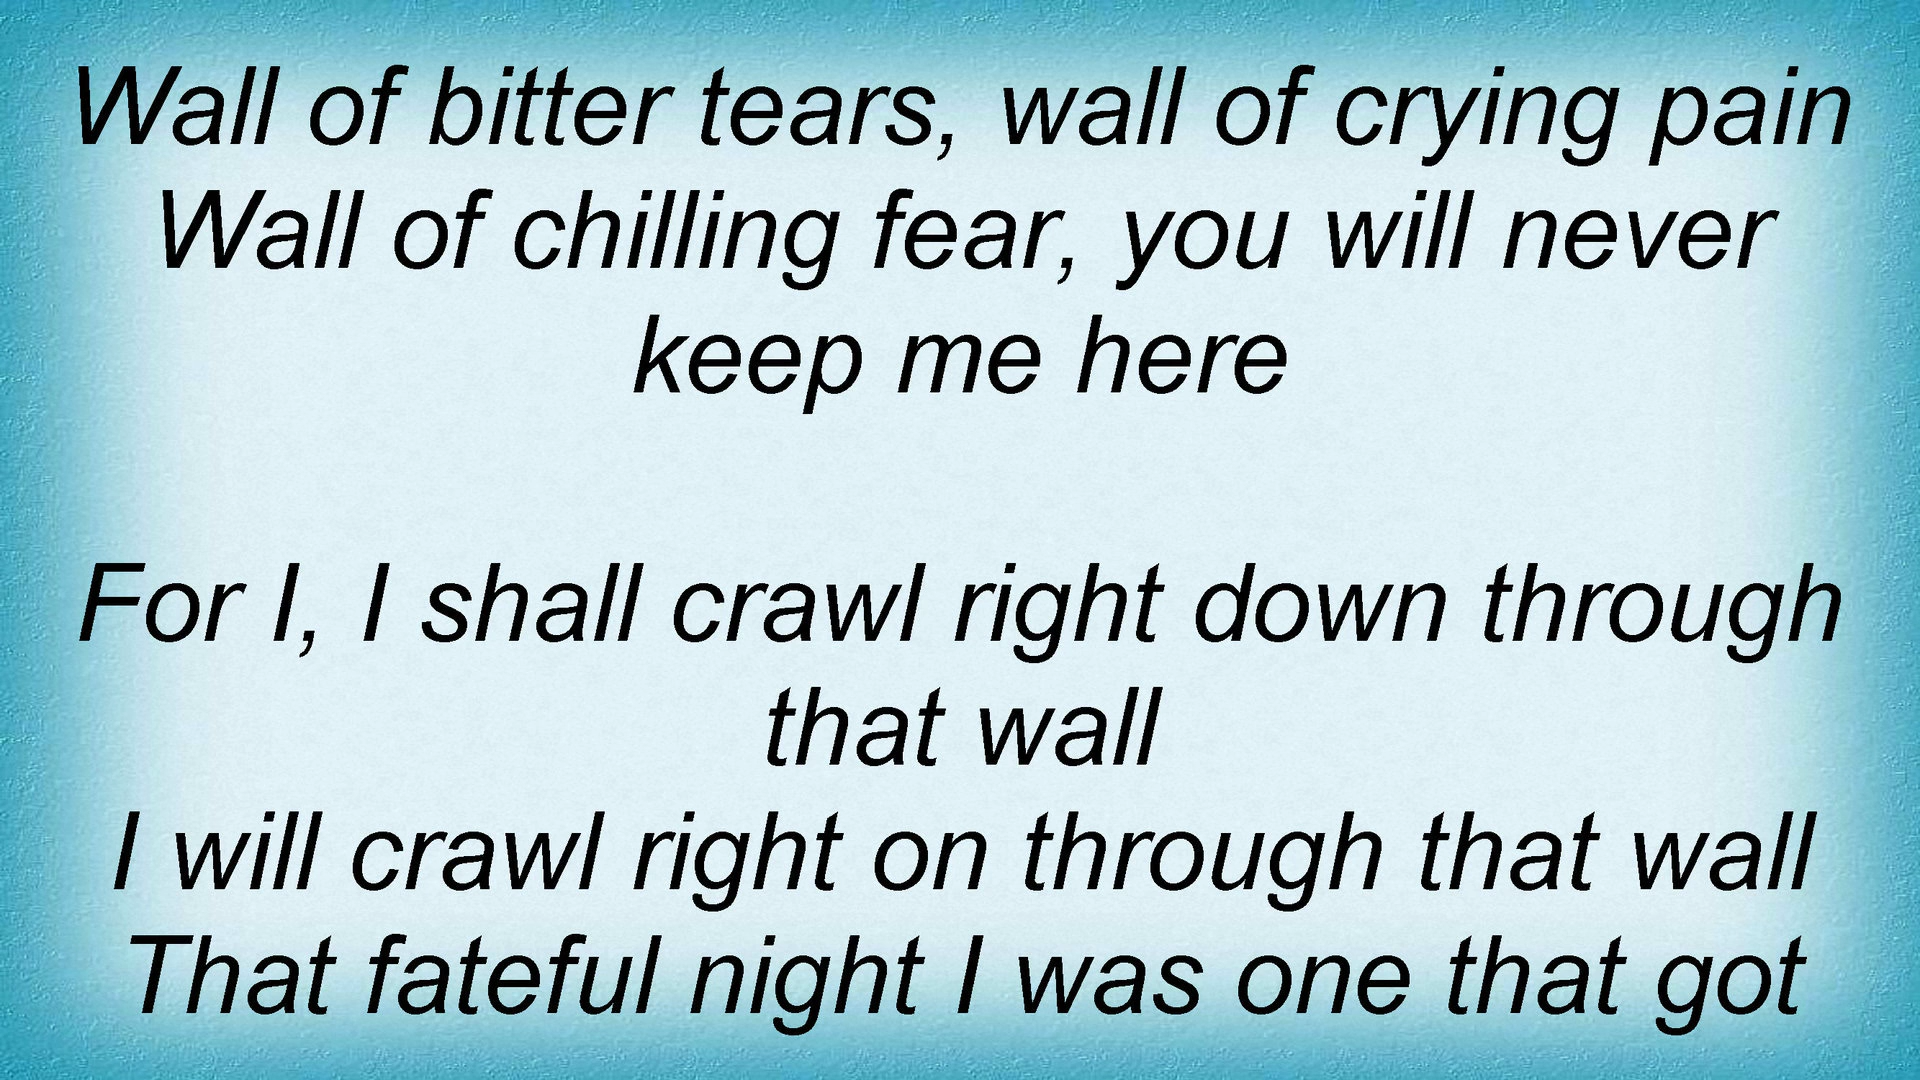 Wall of bitter tears, wall of crying pain
Wall of chilling fear, you will never
keep me here
For I, I shall crawl right down through
that wall
I will crawl right on through that wall
That fateful night I was one that got